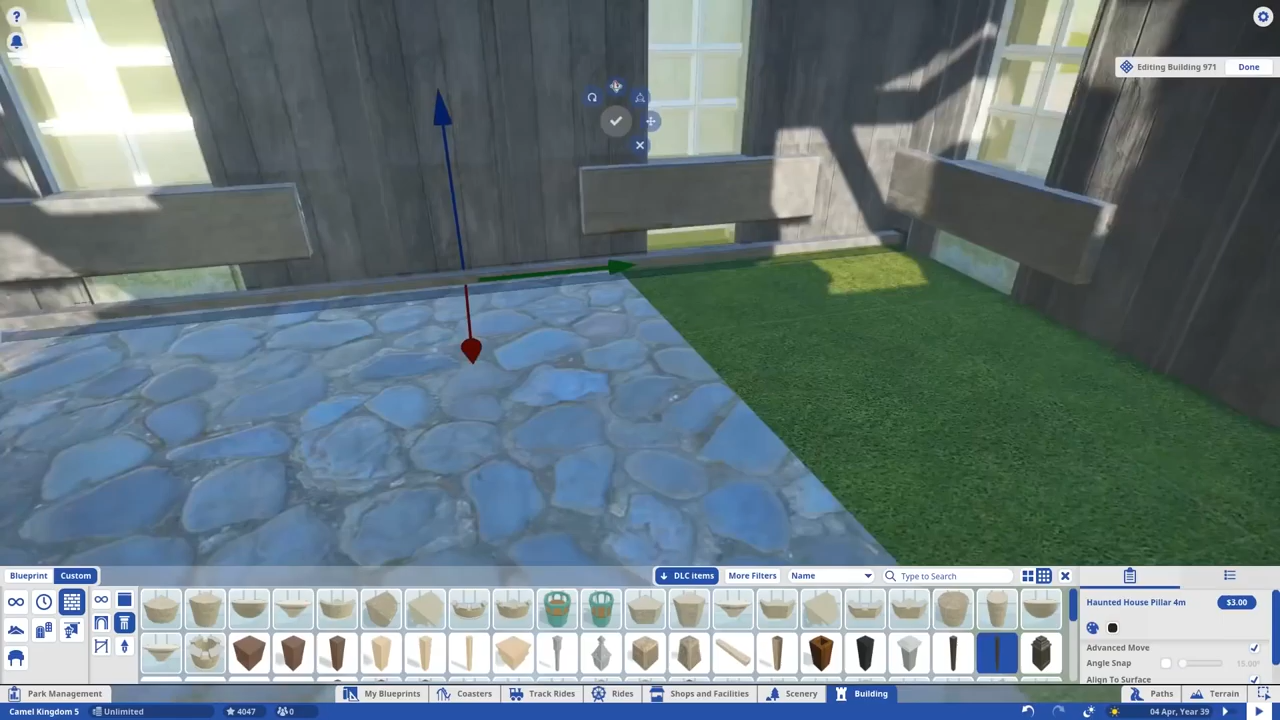 ?
Editing Building 971 Done
Blueprint Custom DLC items More Filters Name Type to Search
Haunted House Pillar 4m $3.00
Advanced Move
Angle Snap 15.00°
Align To Surface
Park Management My Blueprints Coasters Track Rides Rides Shops and Facilities Scenery Building Paths Terrain
Camel Kingdom 5 Unlimited 4047 0 04 Apr, Year 39